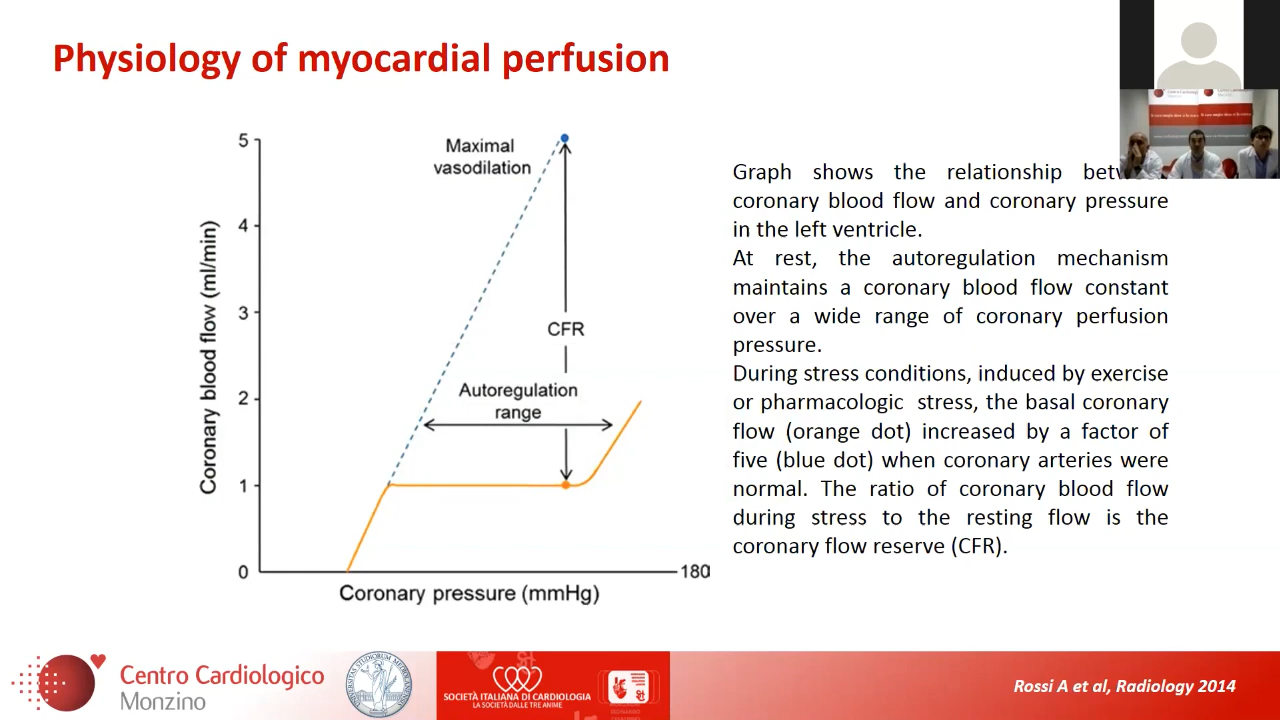 Physiology of myocardial perfusion
5
4
3
2
1
0
Coronary blood flow (ml/min)
Maximal
vasodilation
CFR
Autoregulation
range
180
Coronary pressure (mmHg)
Graph shows the relationship
coronary blood flow and coronary pressure
in the left ventricle.
At rest, the autoregulation mechanism
maintains a coronary blood flow constant
over a wide range of coronary perfusion
pressure.
During stress conditions, induced by exercise
or pharmacologic stress, the basal coronary
flow (orange dot) increased by a factor of
five (blue dot) when coronary arteries were
normal. The ratio of coronary blood flow
during stress to the resting flow is the
coronary flow reserve (CFR).
Centro Cardiologico
Monzino
SOCIETÀ ITALIANA DI CARDIOLOGIA
LA SOCIETÀ DALLE TRE ANIME
Rossi A et al, Radiology 2014